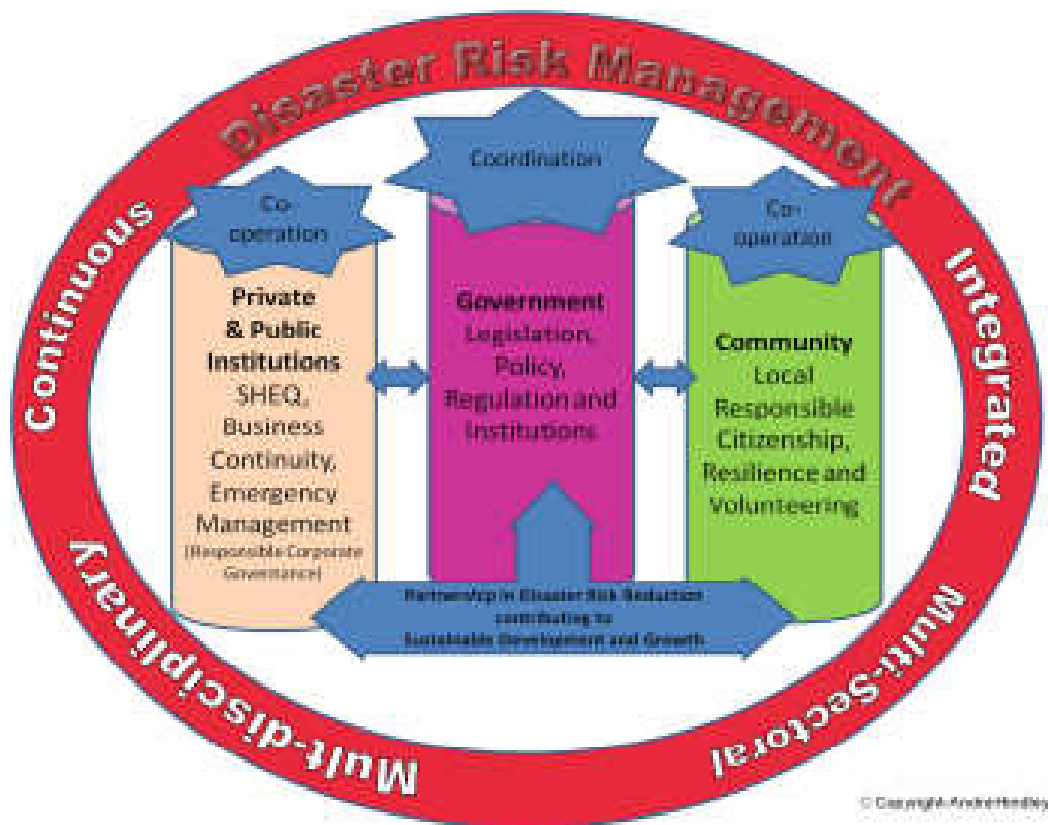 Disaster Risk Management
Continuous
Integrated
Mult-disciplinary
Multi-Sectoral
Coordination
Co-
operation
Co-
operation
Private
& Public
Institutions
SHEQ,
Business
Continuity,
Emergency
Management
(Responsible Corporate
Governance)
Government
Legislation,
Policy,
Regulation and
Institutions
Community
Local
Responsible
Citizenship,
Resilience and
Volunteering
Partnership in Disaster Risk Reduction
contributing to
Sustainable Development and Growth
© Copyright-André Hindley